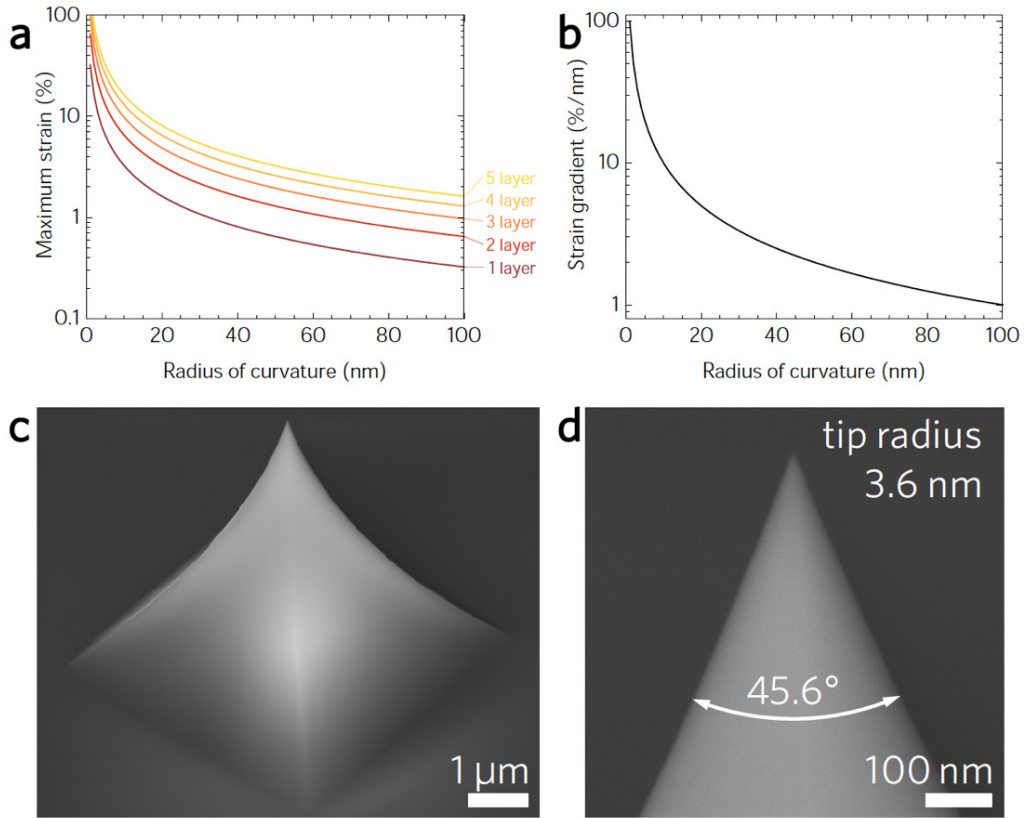 a
Maximum strain (%)
100
10
1
0.1
0 20 40 60 80 100
Radius of curvature (nm)
5 layer
4 layer
3 layer
2 layer
1 layer
b
Strain gradient (%/nm)
100
10
1
0 20 40 60 80 100
Radius of curvature (nm)
c
1 μm
d
tip radius
3.6 nm
45.6°
100 nm